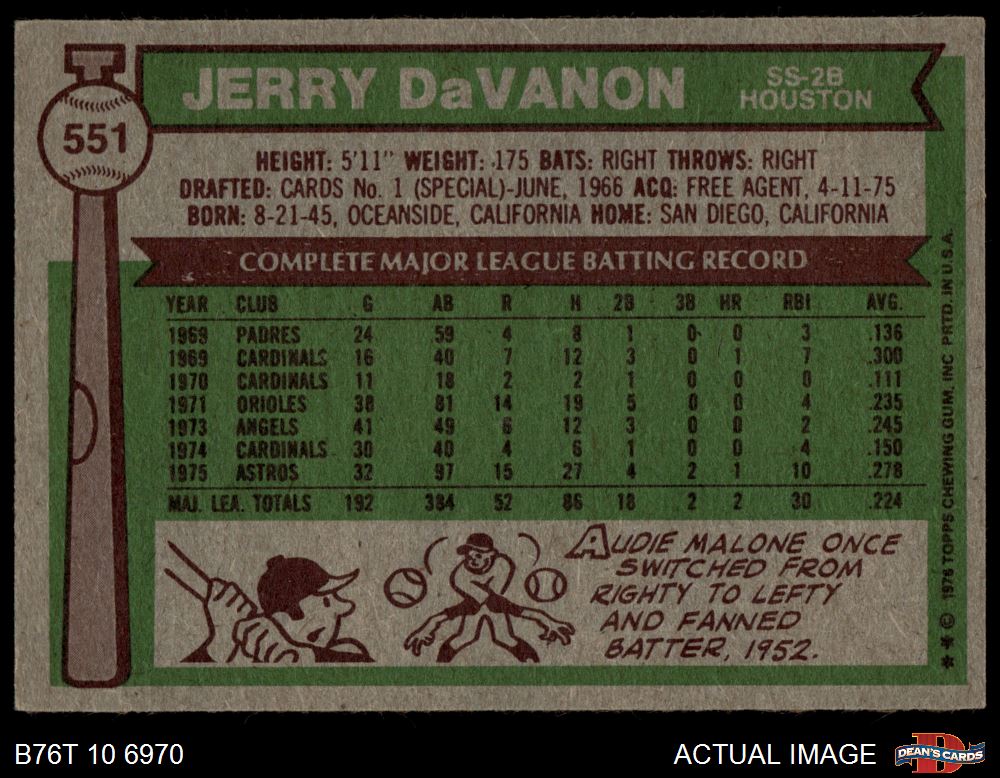 551
JERRY DaVANON
SS-2B
HOUSTON
HEIGHT: 5'11" WEIGHT: 175 BATS: RIGHT THROWS: RIGHT
DRAFTED: CARDS No. 1 (SPECIAL)-JUNE, 1966 ACQ: FREE AGENT, 4-11-75
BORN: 8-21-45, OCEANSIDE, CALIFORNIA HOME: SAN DIEGO, CALIFORNIA
COMPLETE MAJOR LEAGUE BATTING RECORD
YEAR CLUB G AB R H 2B 3B HR RBI AVG.
1969 PADRES 24 59 4 8 1 0 0 3 .136
1969 CARDINALS 16 40 7 12 3 0 1 7 .300
1970 CARDINALS 11 18 2 2 1 0 0 0 .111
1971 ORIOLES 38 81 14 19 5 0 0 4 .235
1973 ANGELS 41 49 6 12 3 0 0 2 .245
1974 CARDINALS 30 40 4 6 1 0 0 4 .150
1975 ASTROS 32 97 15 27 4 2 1 10 .278
MAJ. LEA. TOTALS 192 384 52 86 18 2 2 30 .224
AUDIE MALONE ONCE
SWITCHED FROM
RIGHTY TO LEFTY
AND FANNED
BATTER, 1952.
* * © 1976 TOPPS CHEWING GUM, INC PRTD. IN U.S.A.
B76T 10 6970
ACTUAL IMAGE
DEAN'S CARDS